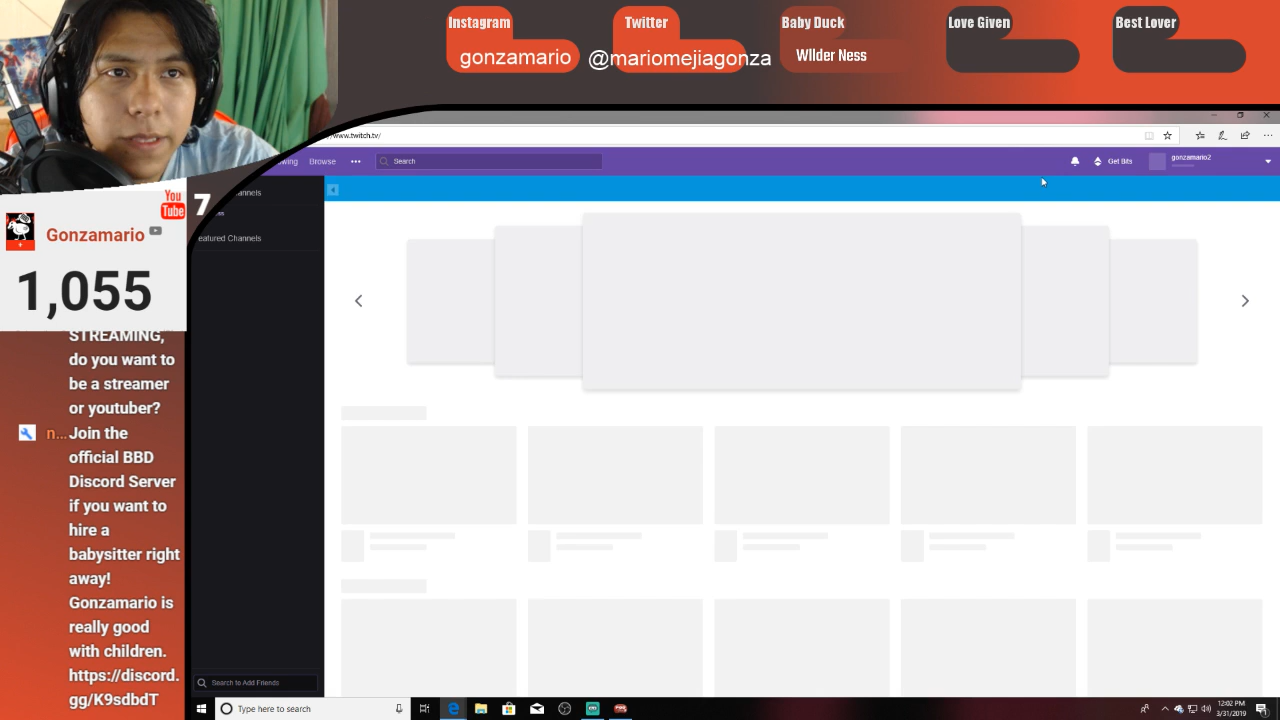 Instagram
gonzamario
Twitter
@mariomejiagonza
Baby Duck
WIlder Ness
Love Given
Best Lover
www.twitch.tv/
Browse
Search
Get Bits
gonzamario2
7
eatured Channels
You
Tube
Gonzamario
1,055
STREAMING,
do you want to
be a streamer
or youtuber?
n... Join the
official BBD
Discord Server
if you want to
hire a
babysitter right
away!
Gonzamario is
really good
with children.
https://discord.
gg/K9sdbdT
Search to Add Friends
Type here to search
12:02 PM
3/31/2019